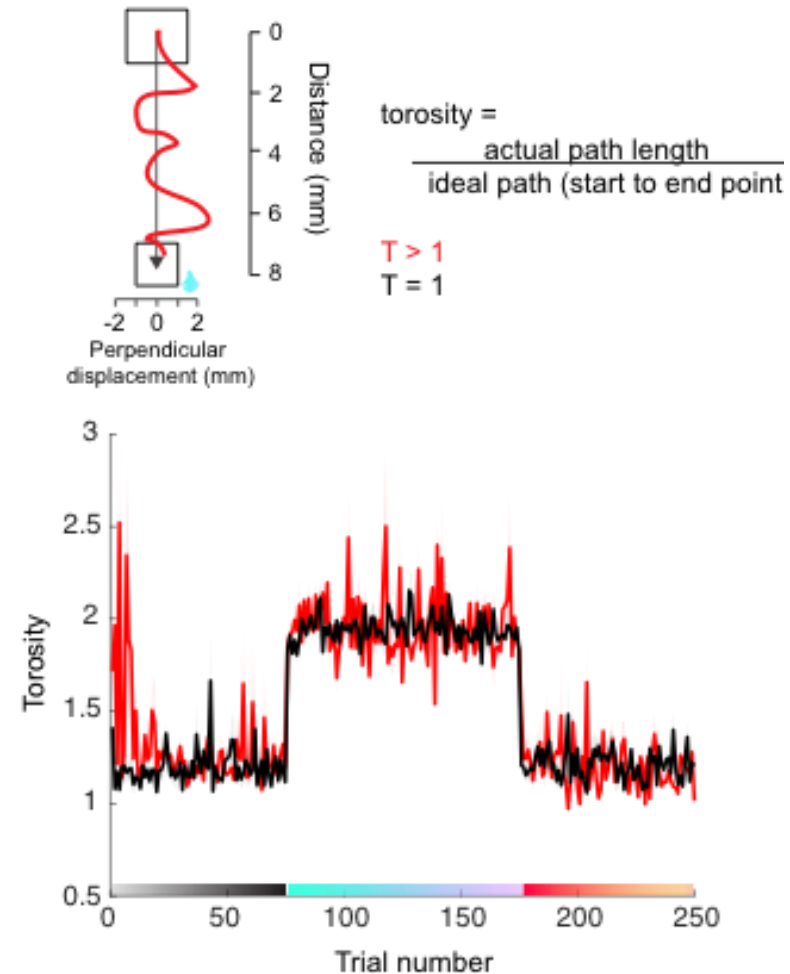 0
2
4
6
8
Distance (mm)
-2 0 2
Perpendicular
displacement (mm)
torosity =
actual path length
ideal path (start to end point
T > 1
T = 1
3
2.5
2
1.5
1
0.5
Torosity
0 50 100 150 200 250
Trial number